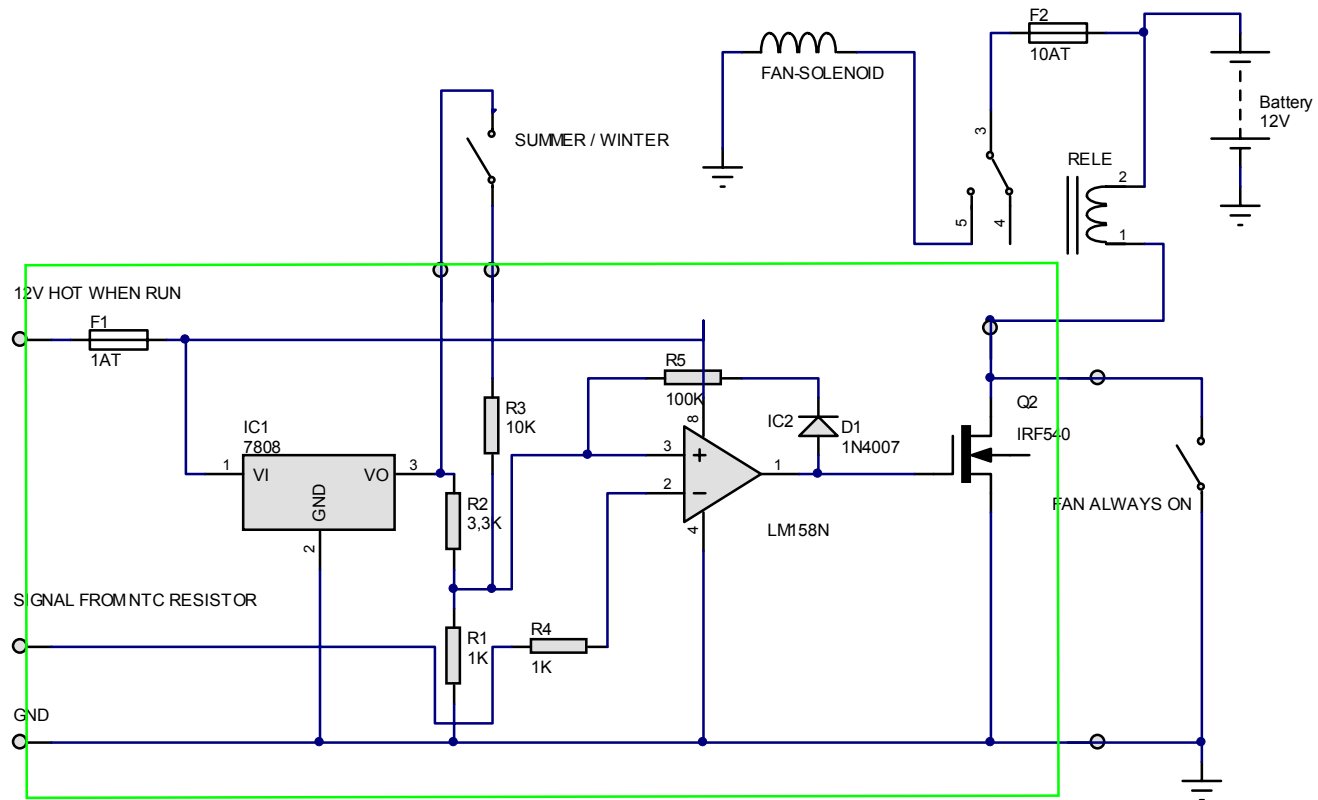 F2
10AT
FAN-SOLENOID
Battery
12V
3
SUMMER / WINTER
RELE
2
5
4
1
12V HOT WHEN RUN
F1
1AT
R5
100K
R3
10K
IC2
D1
1N4007
Q2
IRF540
IC1
7808
8
1
VI
VO
3
GND
2
R2
3,3K
3
+
2
−
1
4
LM158N
FAN ALWAYS ON
SIGNAL FROM NTC RESISTOR
R1
1K
R4
1K
GND